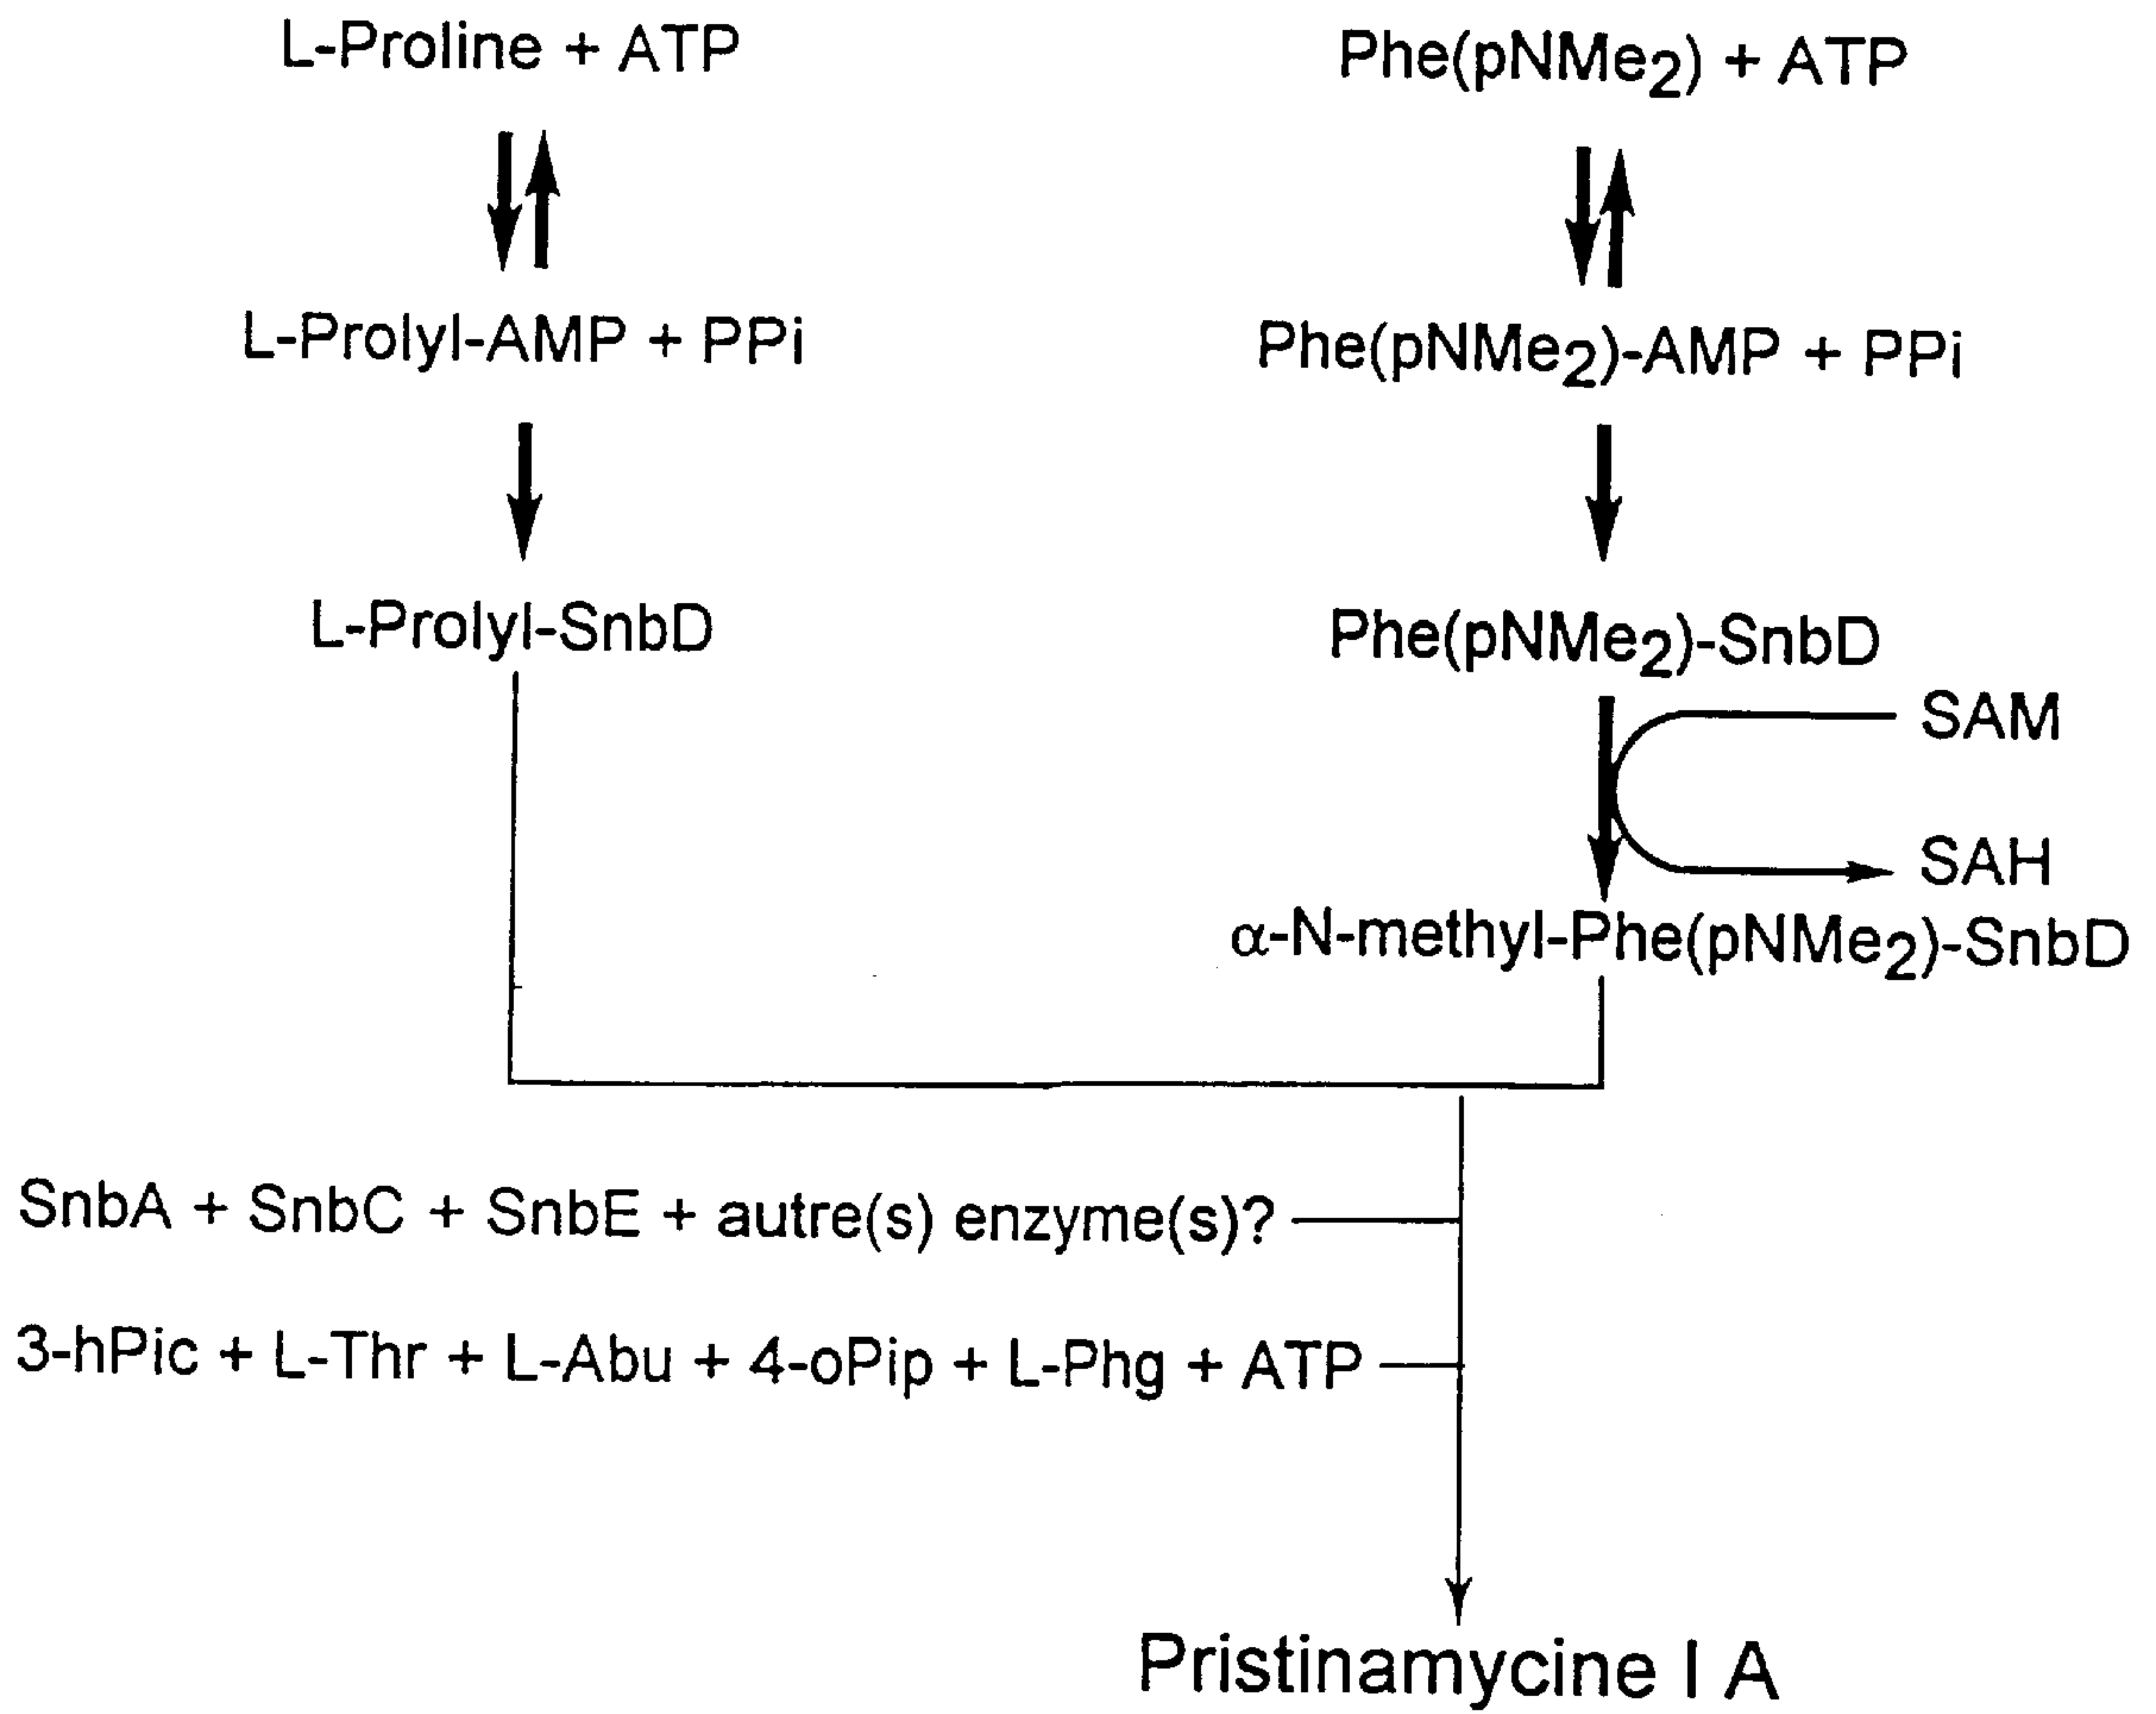 L-Proline + ATP
Phe(pNMe2) + ATP
L-Prolyl-AMP + PPi
Phe(pNMe2)-AMP + PPi
L-Prolyl-SnbD
Phe(pNMe2)-SnbD
SAM
SAH
α-N-methyl-Phe(pNMe2)-SnbD
SnbA + SnbC + SnbE + autre(s) enzyme(s)?
3-hPic + L-Thr + L-Abu + 4-oPip + L-Phg + ATP
Pristinamycine I A